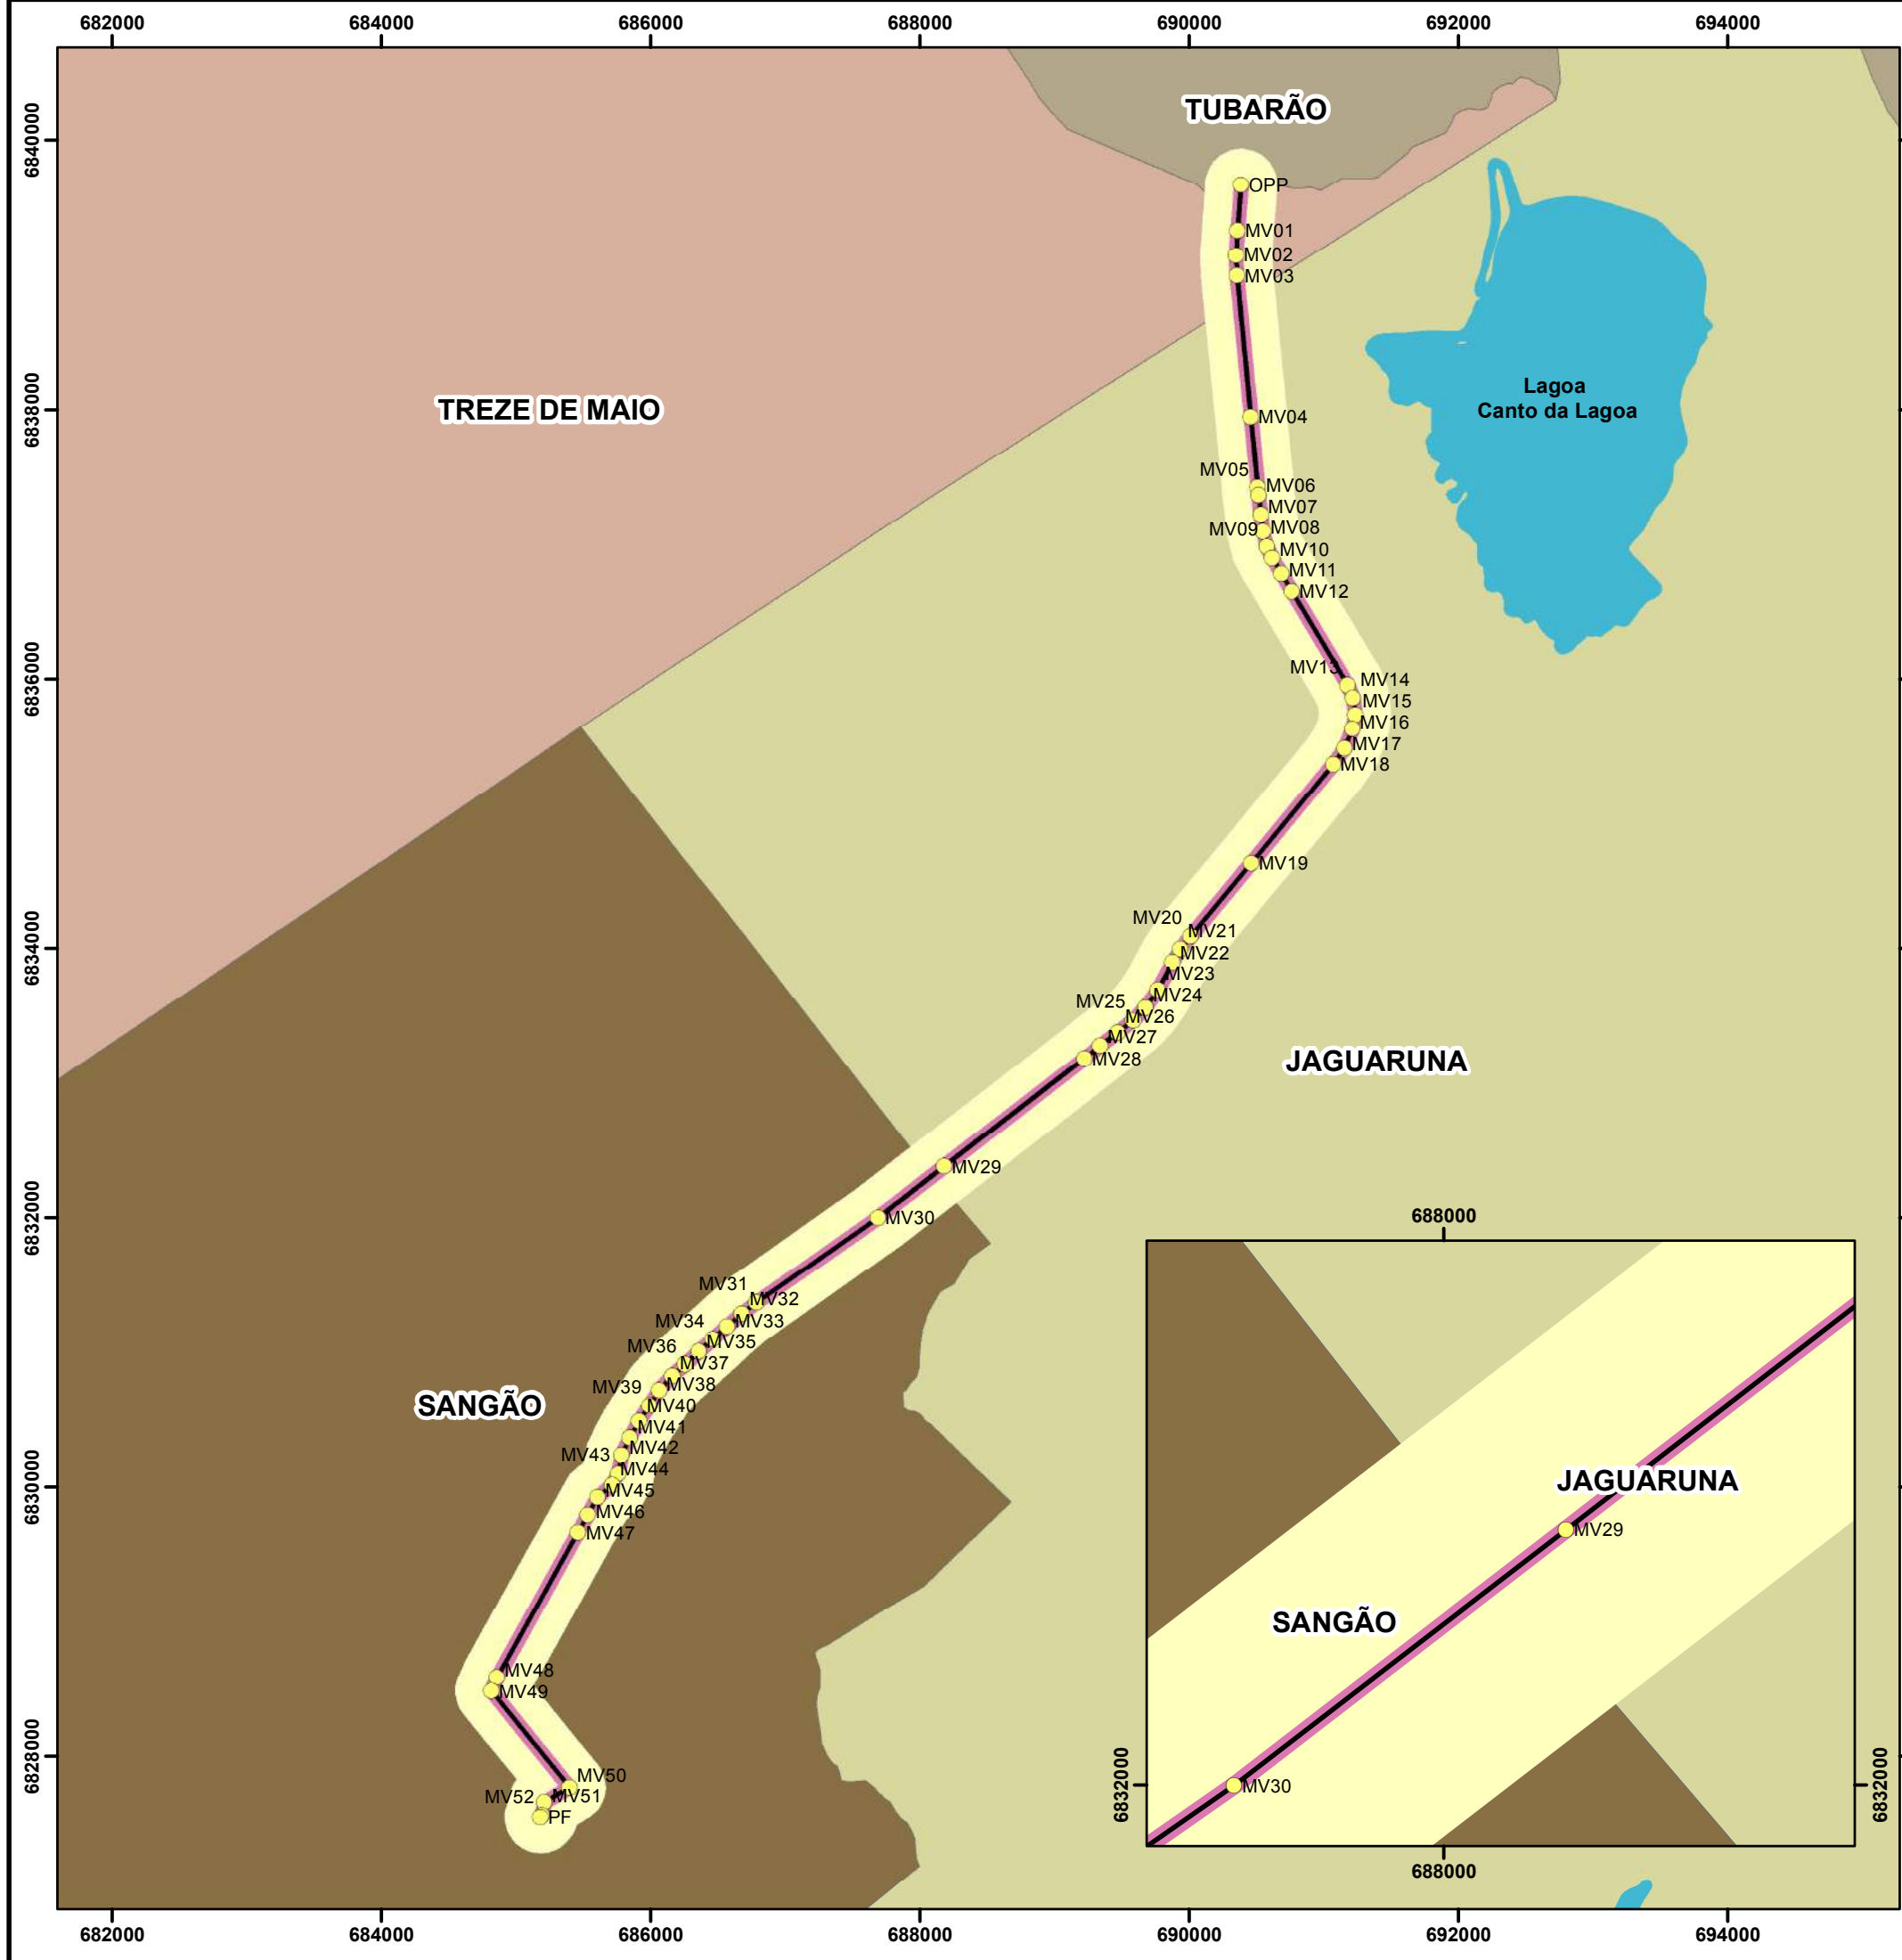 682000 684000 686000 688000 690000 692000 694000
6840000
6838000
6836000
6834000
6832000
6830000
6828000
TUBARÃO
OPP
MV01
MV02
MV03
TREZE DE MAIO
Lagoa
Canto da Lagoa
MV04
MV05
MV06
MV07
MV08
MV09
MV10
MV11
MV12
MV13
MV14
MV15
MV16
MV17
MV18
MV19
MV20
MV21
MV22
MV23
MV24
MV25
MV26
MV27
MV28
JAGUARUNA
MV29
MV30
MV31
MV32
MV33
MV34
MV35
MV36
MV37
MV38
MV39
SANGÃO
MV40
MV41
MV42
MV43
MV44
MV45
MV46
MV47
MV48
MV49
MV50
MV51
MV52
PF
688000
JAGUARUNA
MV29
SANGÃO
MV30
6832000
6832000
688000
682000 684000 686000 688000 690000 692000 694000